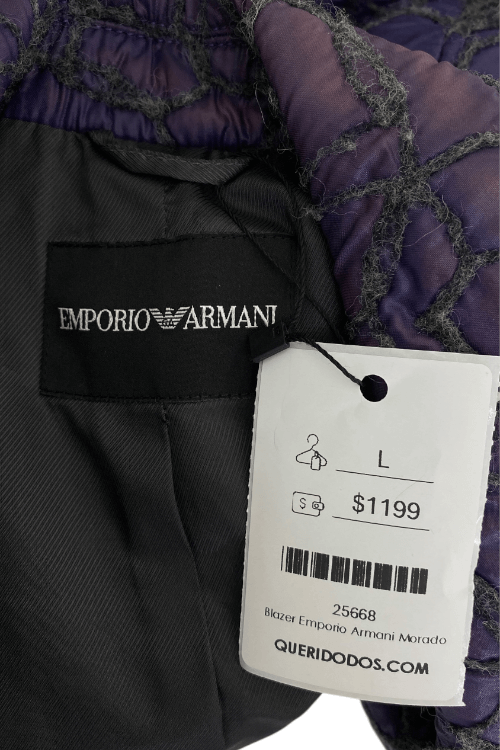 EMPORIO ARMANI
L
$
$1199
25668
Blazer Emporio Armani Morado
QUERIDODOS.COM